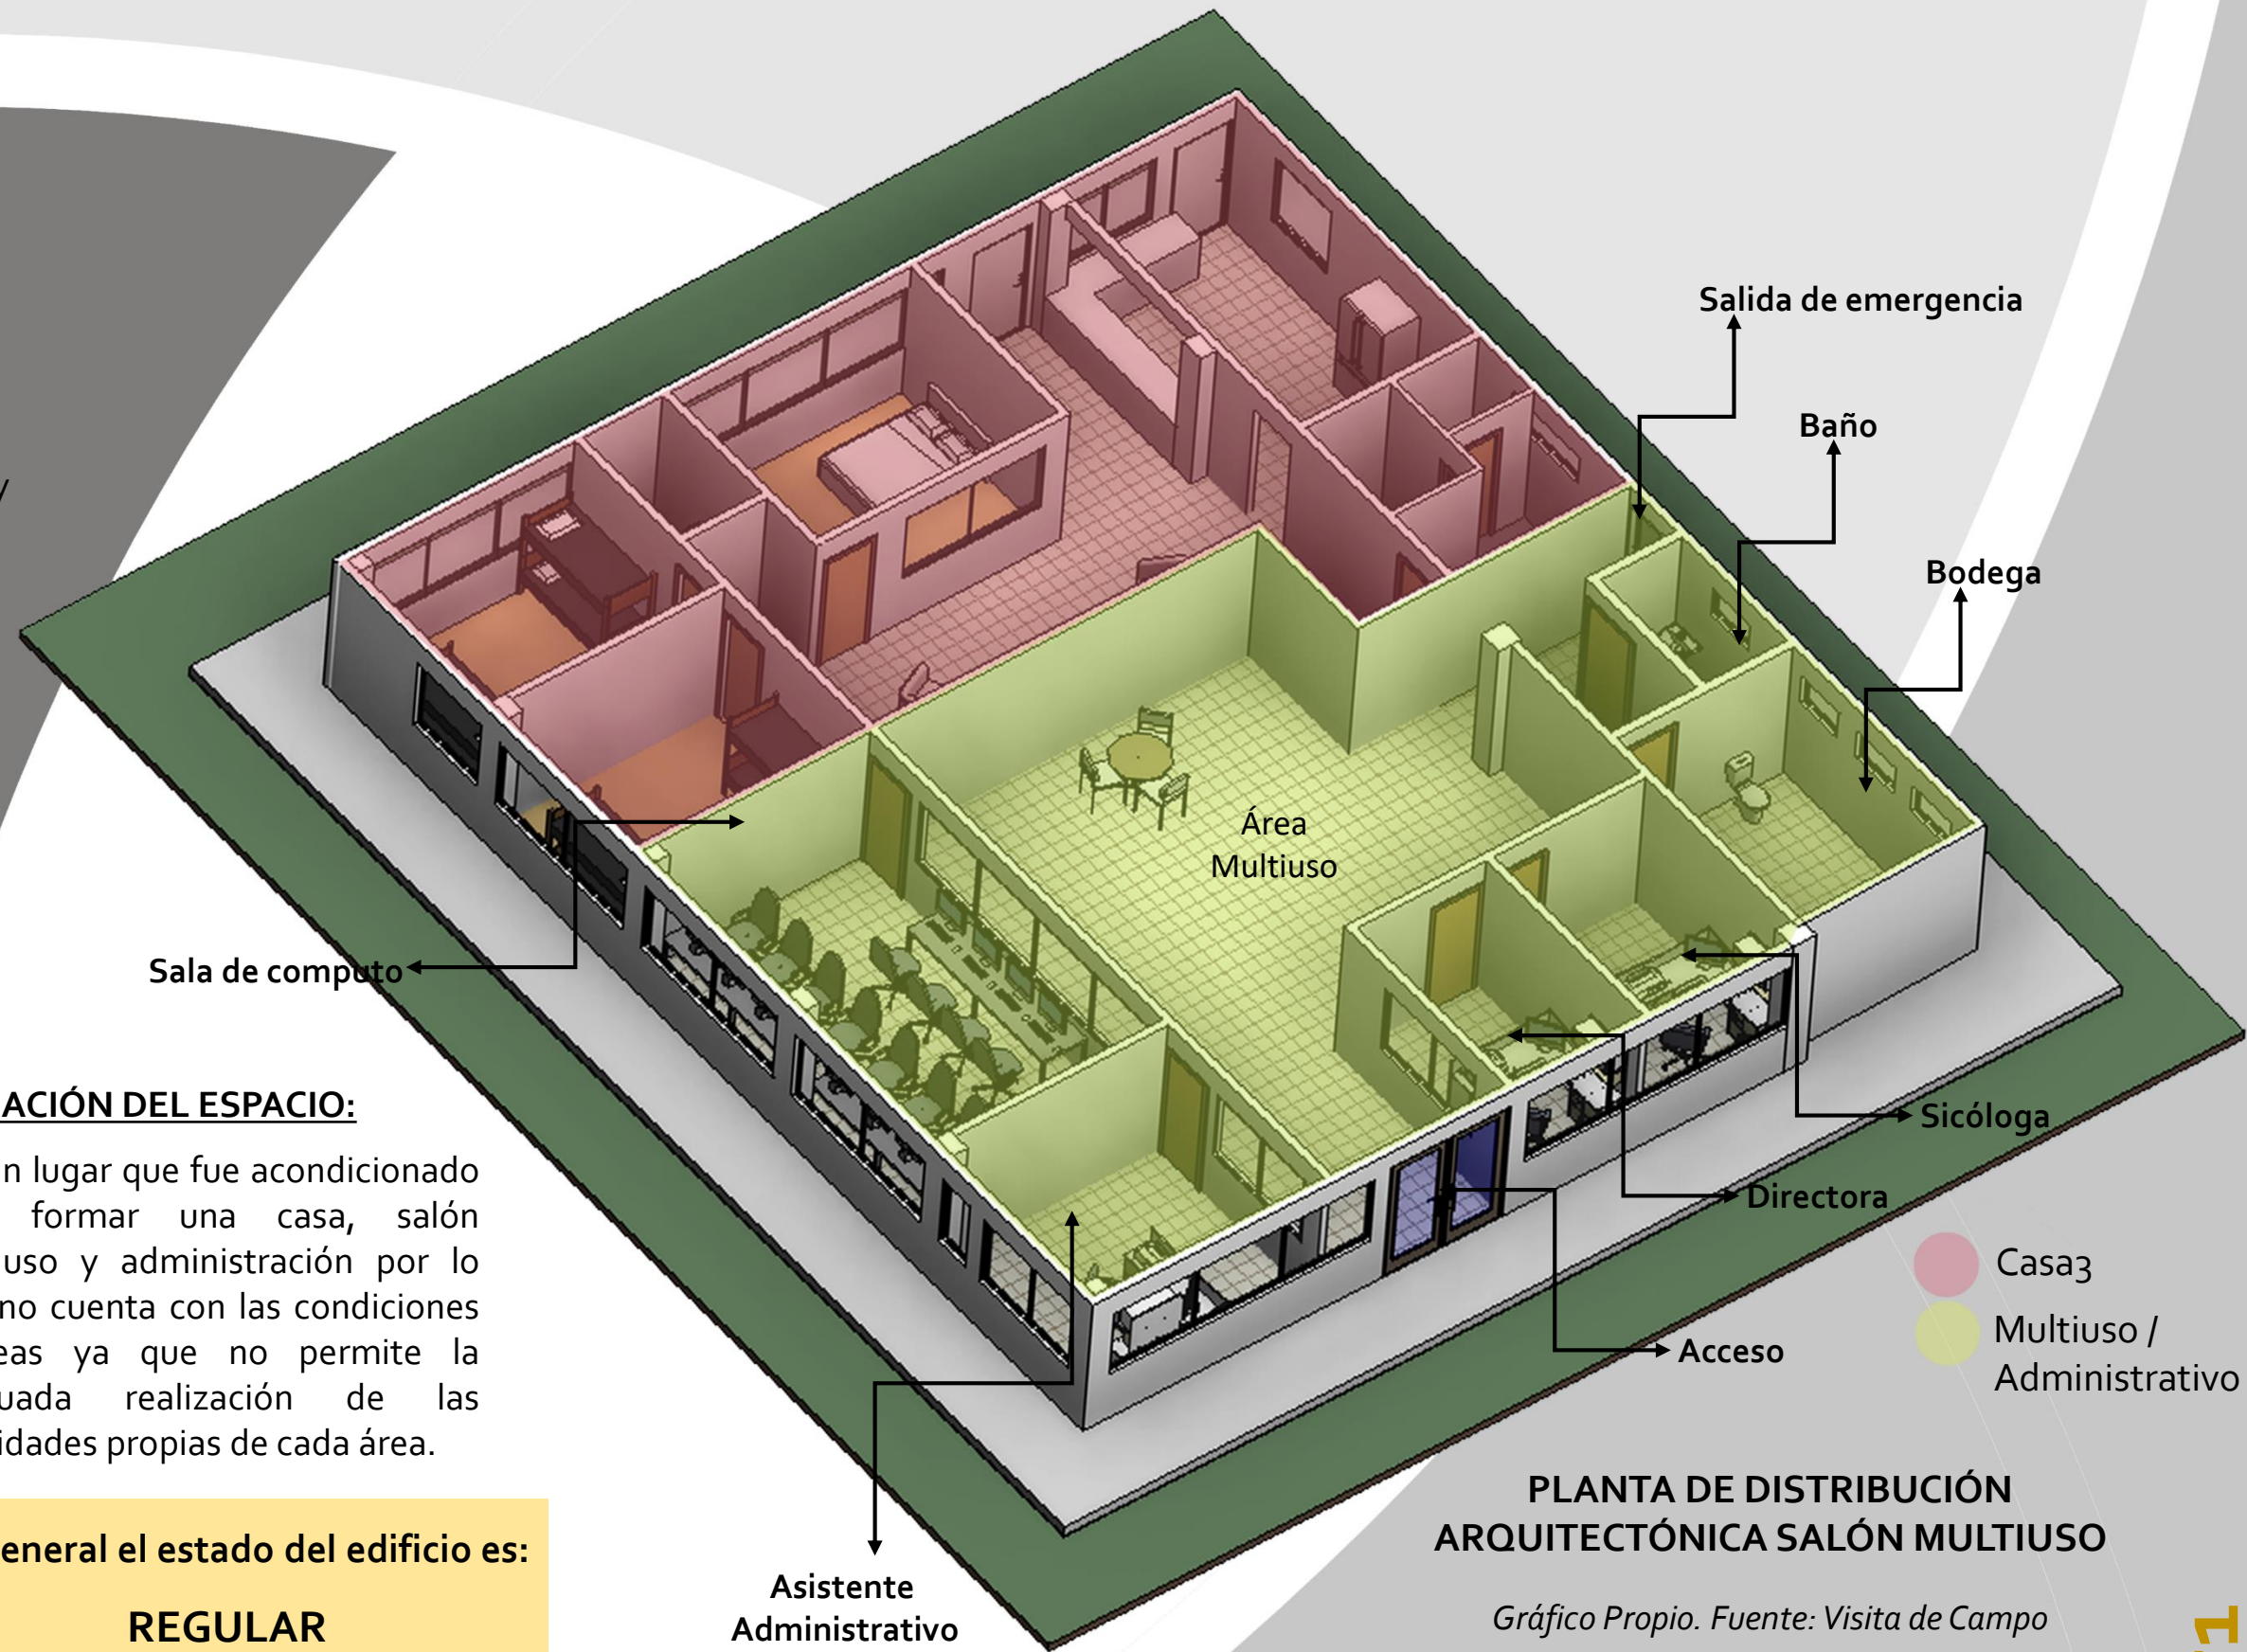 Salida de emergencia
Baño
Bodega
Área
Multiuso
Sala de computo
Sicóloga
Directora
Acceso
Asistente
Administrativo
ACIÓN DEL ESPACIO:
n lugar que fue acondicionado
formar una casa, salón
uso y administración por lo
no cuenta con las condiciones
eas ya que no permite la
uada realización de las
idades propias de cada área.
eneral el estado del edificio es:
REGULAR
Casa3
Multiuso /
Administrativo
PLANTA DE DISTRIBUCIÓN
ARQUITECTÓNICA SALÓN MULTIUSO
Gráfico Propio. Fuente: Visita de Campo
1